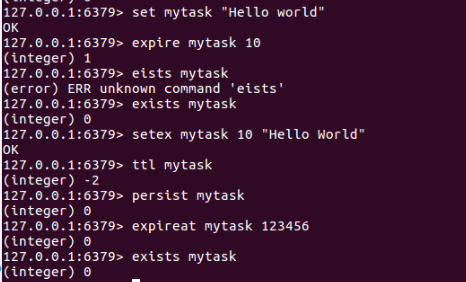 127.0.0.1:6379> set mytask "Hello world"
OK
127.0.0.1:6379> expire mytask 10
(integer) 1
127.0.0.1:6379> eists mytask
(error) ERR unknown command 'eists'
127.0.0.1:6379> exists mytask
(integer) 0
127.0.0.1:6379> setex mytask 10 "Hello World"
OK
127.0.0.1:6379> ttl mytask
(integer) -2
127.0.0.1:6379> persist mytask
(integer) 0
127.0.0.1:6379> expireat mytask 123456
(integer) 0
127.0.0.1:6379> exists mytask
(integer) 0